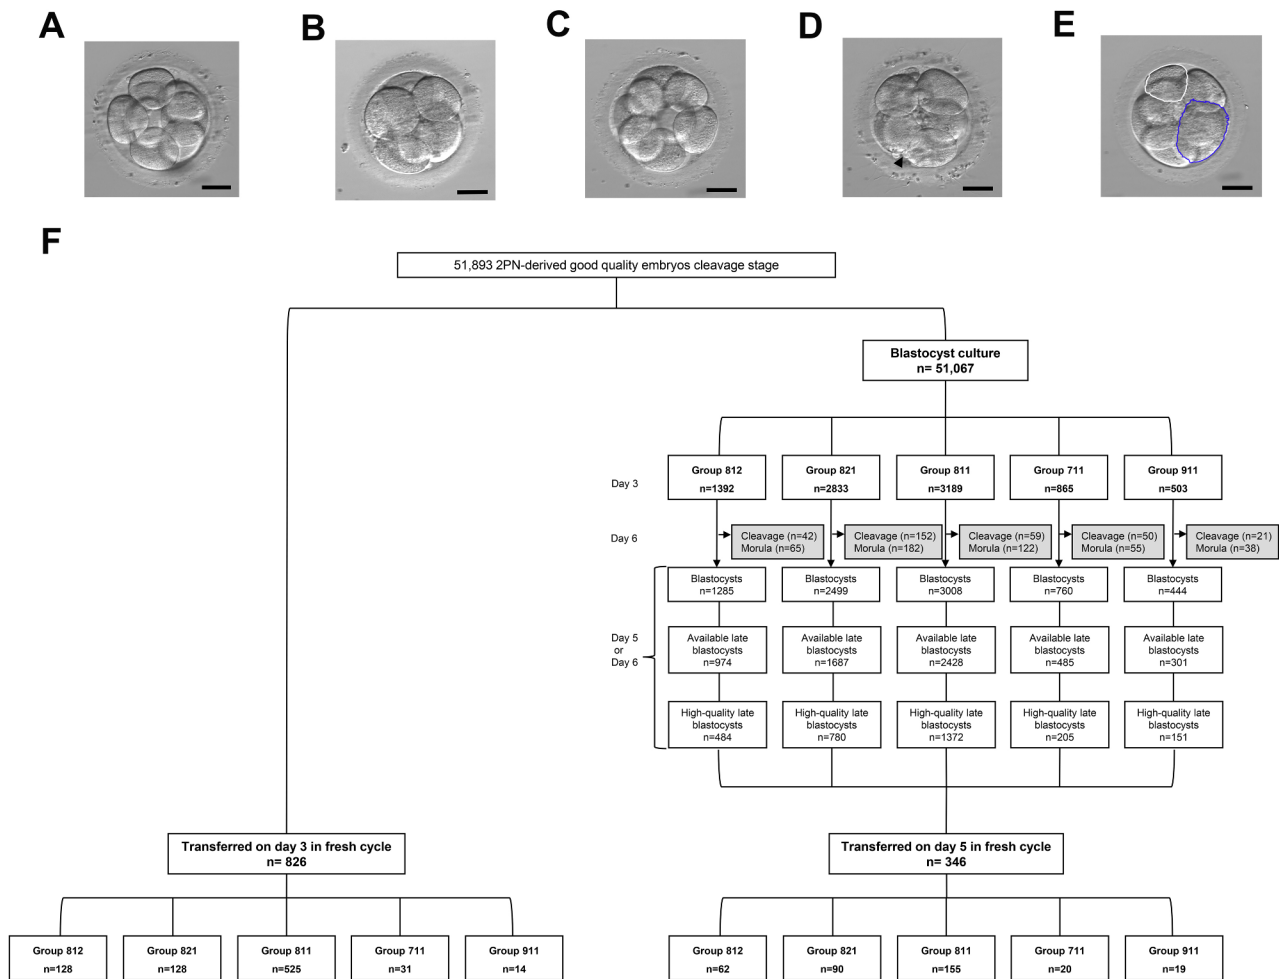 A
B
C
D
E
F
51,893 2PN-derived good quality embryos cleavage stage
Blastocyst culture
n= 51,067
Day 3
Group 812
n=1392
Group 821
n=2833
Group 811
n=3189
Group 711
n=865
Group 911
n=503
Day 6
Cleavage (n=42)
Morula (n=65)
Cleavage (n=152)
Morula (n=182)
Cleavage (n=59)
Morula (n=122)
Cleavage (n=50)
Morula (n=55)
Cleavage (n=21)
Morula (n=38)
Blastocysts
n=1285
Blastocysts
n=2499
Blastocysts
n=3008
Blastocysts
n=760
Blastocysts
n=444
Day 5
or
Day 6
Available late
blastocysts
n=974
Available late
blastocysts
n=1687
Available late
blastocysts
n=2428
Available late
blastocysts
n=485
Available late
blastocysts
n=301
High-quality late
blastocysts
n=484
High-quality late
blastocysts
n=780
High-quality late
blastocysts
n=1372
High-quality late
blastocysts
n=205
High-quality late
blastocysts
n=151
Transferred on day 3 in fresh cycle
n= 826
Transferred on day 5 in fresh cycle
n= 346
Group 812
n=128
Group 821
n=128
Group 811
n=525
Group 711
n=31
Group 911
n=14
Group 812
n=62
Group 821
n=90
Group 811
n=155
Group 711
n=20
Group 911
n=19